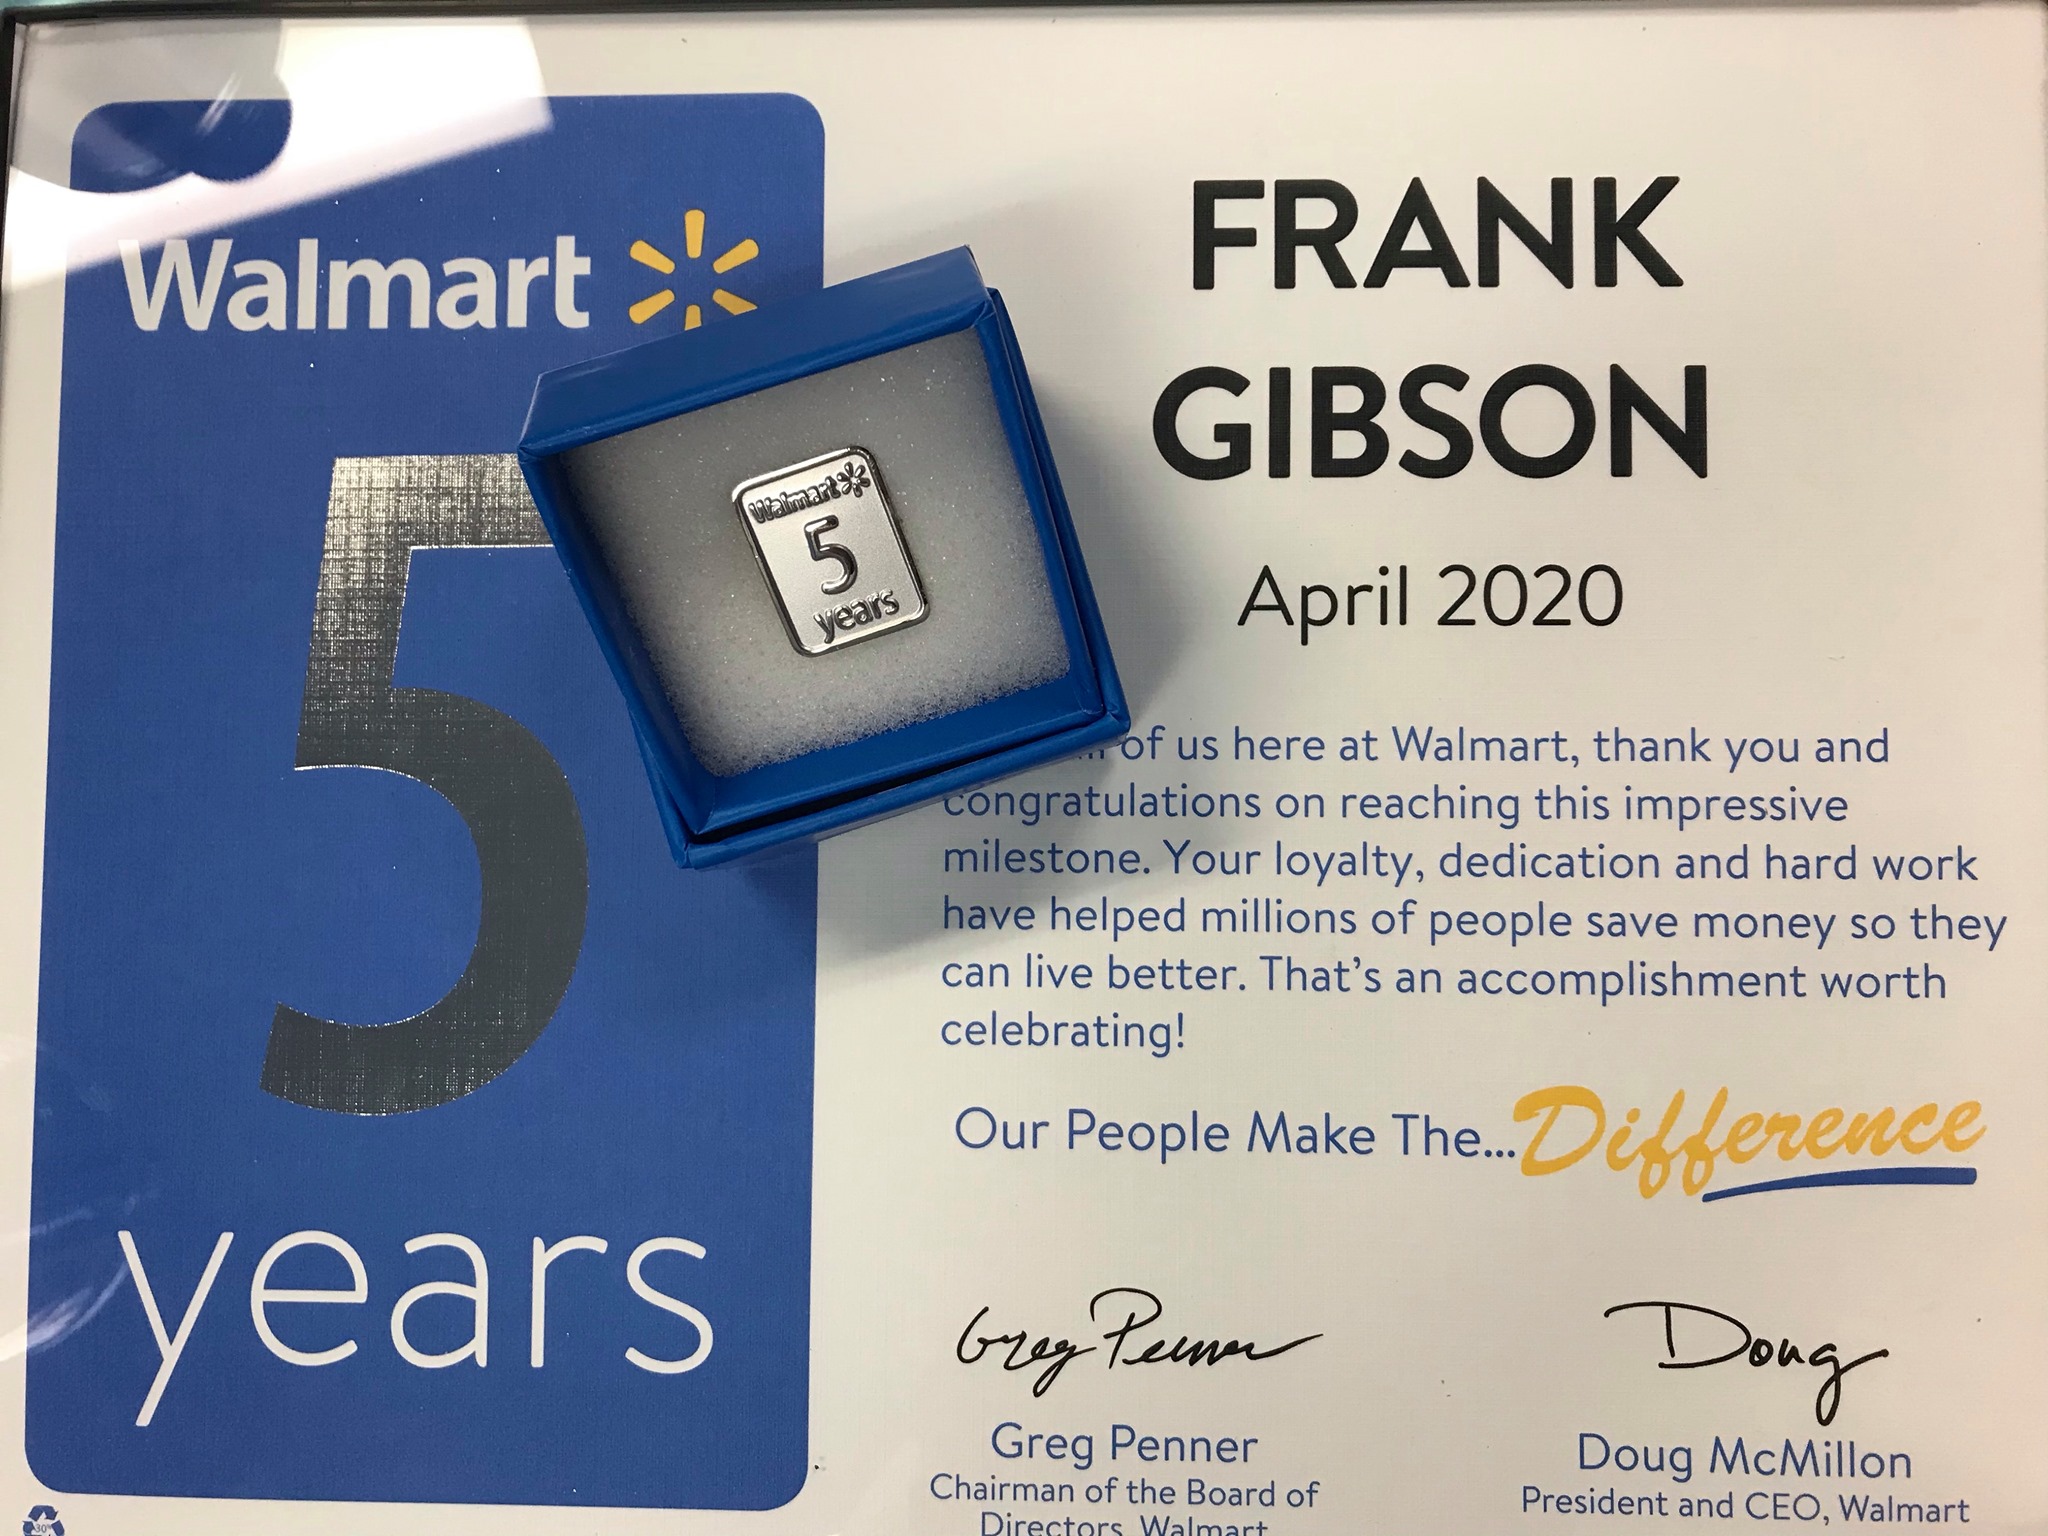 Walmart
5
years
Walmart
5
years
FRANK
GIBSON
April 2020
of us here at Walmart, thank you and
congratulations on reaching this impressive
milestone. Your loyalty, dedication and hard work
have helped millions of people save money so they
can live better. That's an accomplishment worth
celebrating!
Our People Make The...Difference
Greg Penner
Doug
Greg Penner
Chairman of the Board of
Directors, Walmart
Doug McMillon
President and CEO, Walmart
30%